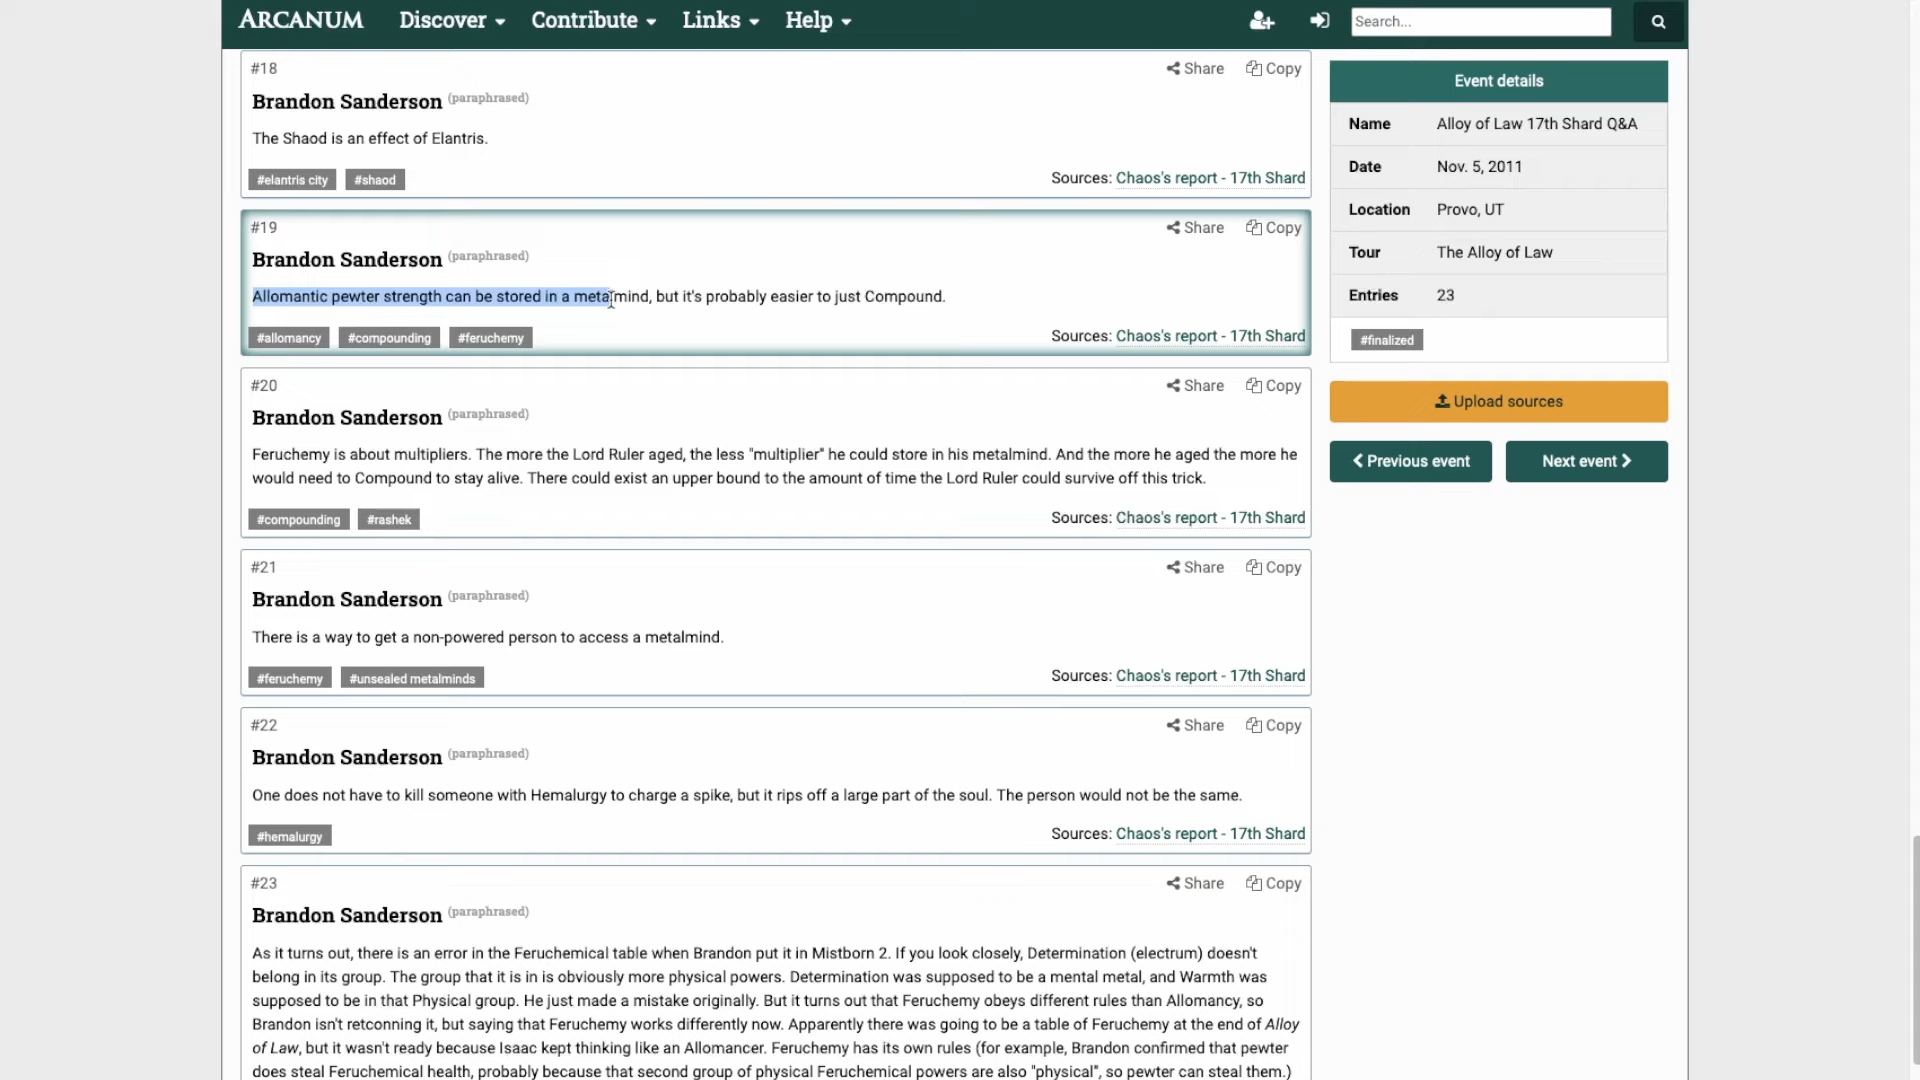 ARCANUM Discover Contribute Links Help Search...
#18 Share Copy
Brandon Sanderson (paraphrased)
The Shaod is an effect of Elantris.
#elantris city #shaod Sources: Chaos's report - 17th Shard
#19 Share Copy
Brandon Sanderson (paraphrased)
Allomantic pewter strength can be stored in a metalmind, but it's probably easier to just Compound.
#allomancy #compounding #feruchemy Sources: Chaos's report - 17th Shard
#20 Share Copy
Brandon Sanderson (paraphrased)
Feruchemy is about multipliers. The more the Lord Ruler aged, the less "multiplier" he could store in his metalmind. And the more he aged the more he
would need to Compound to stay alive. There could exist an upper bound to the amount of time the Lord Ruler could survive off this trick.
#compounding #rashek Sources: Chaos's report - 17th Shard
#21 Share Copy
Brandon Sanderson (paraphrased)
There is a way to get a non-powered person to access a metalmind.
#feruchemy #unsealed metalminds Sources: Chaos's report - 17th Shard
#22 Share Copy
Brandon Sanderson (paraphrased)
One does not have to kill someone with Hemalurgy to charge a spike, but it rips off a large part of the soul. The person would not be the same.
#hemalurgy Sources: Chaos's report - 17th Shard
#23 Share Copy
Brandon Sanderson (paraphrased)
As it turns out, there is an error in the Feruchemical table when Brandon put it in Mistborn 2. If you look closely, Determination (electrum) doesn't
belong in its group. The group that it is in is obviously more physical powers. Determination was supposed to be a mental metal, and Warmth was
supposed to be in that Physical group. He just made a mistake originally. But it turns out that Feruchemy obeys different rules than Allomancy, so
Brandon isn't retconning it, but saying that Feruchemy works differently now. Apparently there was going to be a table of Feruchemy at the end of Alloy
of Law, but it wasn't ready because Isaac kept thinking like an Allomancer. Feruchemy has its own rules (for example, Brandon confirmed that pewter
does steal Feruchemical health, probably because that second group of physical Feruchemical powers are also "physical", so pewter can steal them.)
Event details
Name Alloy of Law 17th Shard Q&A
Date Nov. 5, 2011
Location Provo, UT
Tour The Alloy of Law
Entries 23
#finalized
Upload sources
Previous event Next event